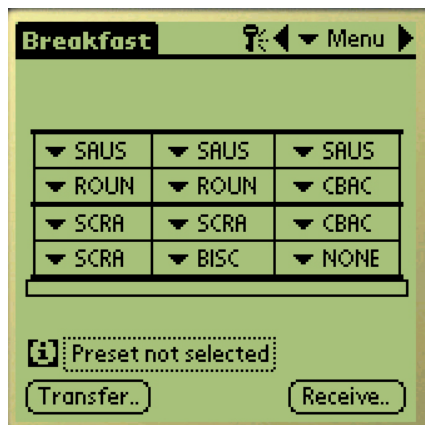 Breakfast Menu
SAUS SAUS SAUS
ROUN ROUN CBAC
SCRA SCRA CBAC
SCRA BISC NONE
i Preset not selected
Transfer.. Receive..